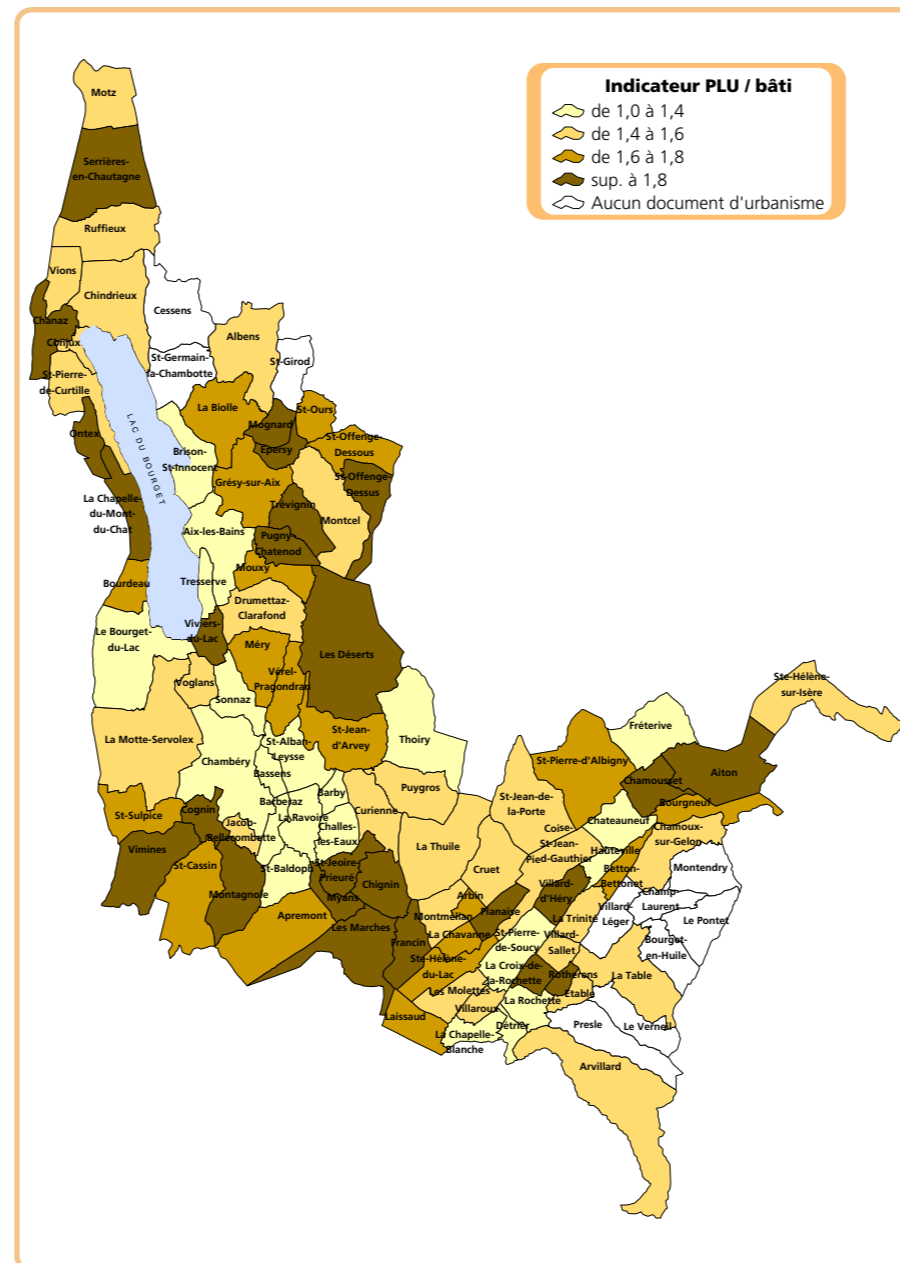 Indicateur PLU / bâti
de 1,0 à 1,4
de 1,4 à 1,6
de 1,6 à 1,8
sup. à 1,8
Aucun document d'urbanisme
Motz
Serrières-
en-Chautagne
Ruffieux
Vions
Chindrieux
Cessens
Chanaz
Conjux
Albens
St-Germain-
la-Chambotte
St-Girod
St-Pierre-
de-Curtille
LAC DU BOURGET
La Biolle
St-Ours
Mognard
Epersy
Ontex
St-Offenge-
Dessous
Brison-
St-Innocent
Grésy-sur-Aix
St-Offenge-
Dessus
La Chapelle-
du-Mont-
du-Chat
Trévignin
Montcel
Aix-les-Bains
Pugny-
Chatenod
Mouxy
Bourdeau
Tresserve
Drumettaz-
Clarafond
Le Bourget-
du-Lac
Viviers-
du-Lac
Méry
Les Déserts
Vérel-
Pragondran
Voglans
Sonnaz
Ste-Hélène-
sur-Isère
La Motte-Servolex
St-Jean-
d'Arvey
Thoiry
Fréterive
St-Alban-
Leysse
Chambéry
Bassens
St-Pierre-d'Albigny
Chamousset
Aiton
Barby
Puygros
St-Jean-de-
la-Porte
Bourgneuf
Barberaz
Curienne
St-Sulpice
Cognin
La Ravoire
Chateauneuf
Jacob-
Bellecombette
Challes-
les-Eaux
Coise-
St-Jean-
Pied-Gauthier
Chamoux-
sur-Gelon
Vimines
La Thuile
Hauteville
St-Cassin
St-Baldoph
St-Jeoire-
Prieuré
Cruet
Betton-
Bettonet
Montendry
Montagnole
Chignin
Villard-
d'Héry
Champ-
Laurent
Myans
Arbin
Apremont
Montmélian
Planaise
La Trinité
Villard-
Léger
Le Pontet
Les Marches
La Chavanne
St-Pierre-
de-Soucy
Villard-
Sallet
Bourget-
en-Huile
Francin
Ste-Hélène-
du-Lac
La Croix-de-
la-Rochette
Rotherens
La Table
Les Mollettes
La Rochette
Etable
Laissaud
Villaroux
Détrier
Presle
Le Verneil
La Chapelle-
Blanche
Arvillard